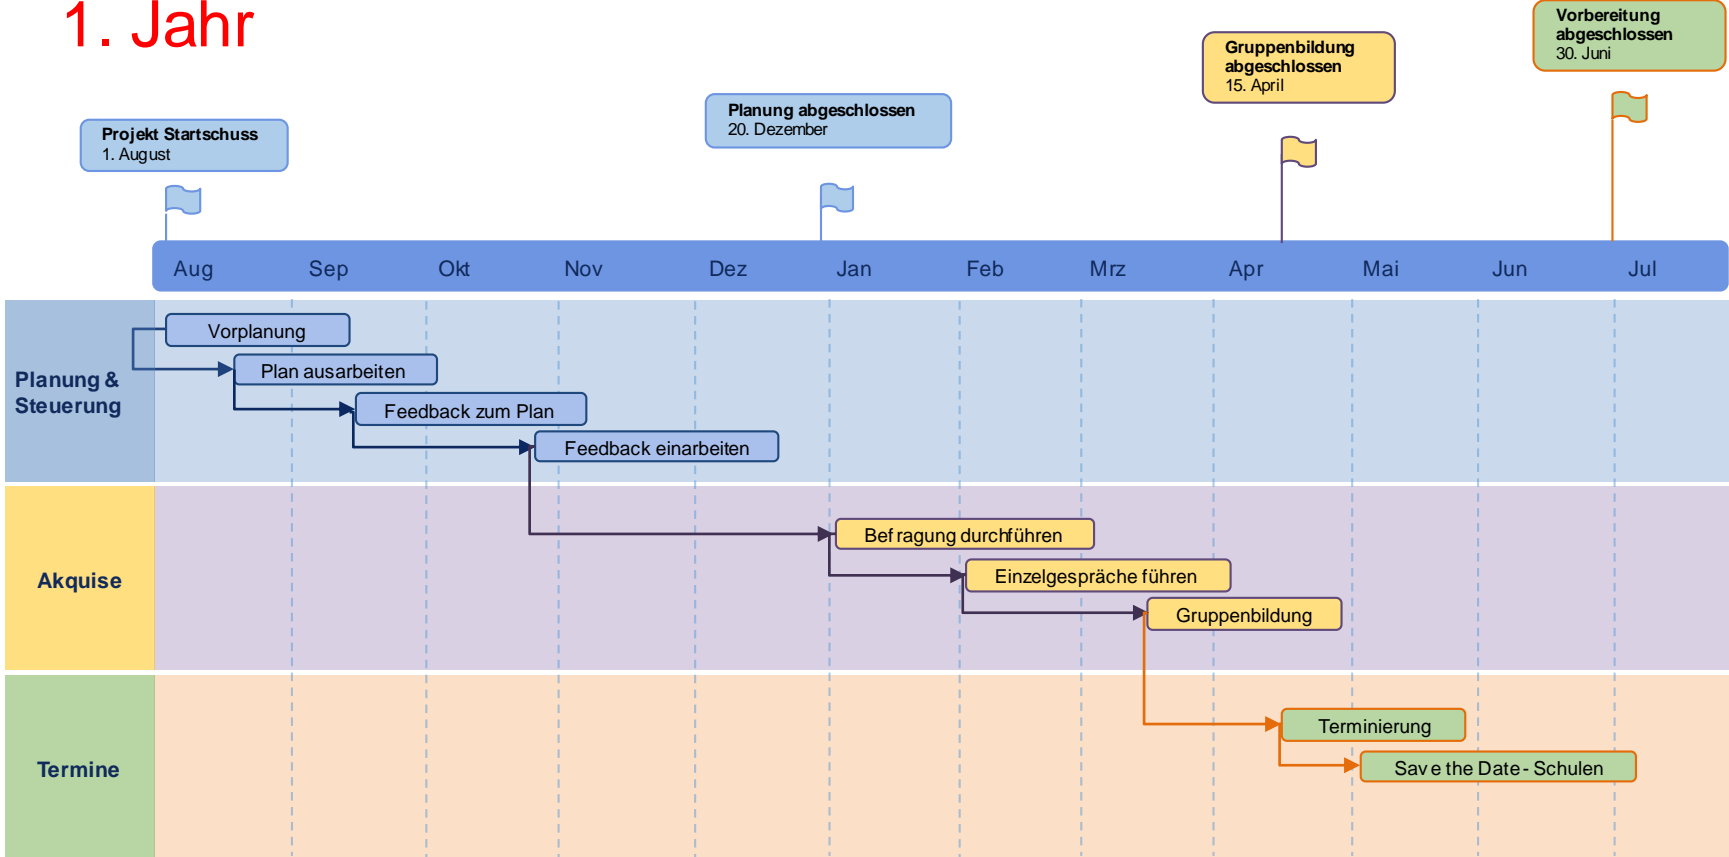 1. Jahr
Vorbereitung
abgeschlossen
30. Juni
Gruppenbildung
abgeschlossen
15. April
Planung abgeschlossen
20. Dezember
Projekt Startschuss
1. August
Aug Sep Okt Nov Dez Jan Feb Mrz Apr Mai Jun Jul
Planung &
Steuerung
Vorplanung
Plan ausarbeiten
Feedback zum Plan
Feedback einarbeiten
Akquise
Befragung durchführen
Einzelgespräche führen
Gruppenbildung
Termine
Terminierung
Save the Date - Schulen